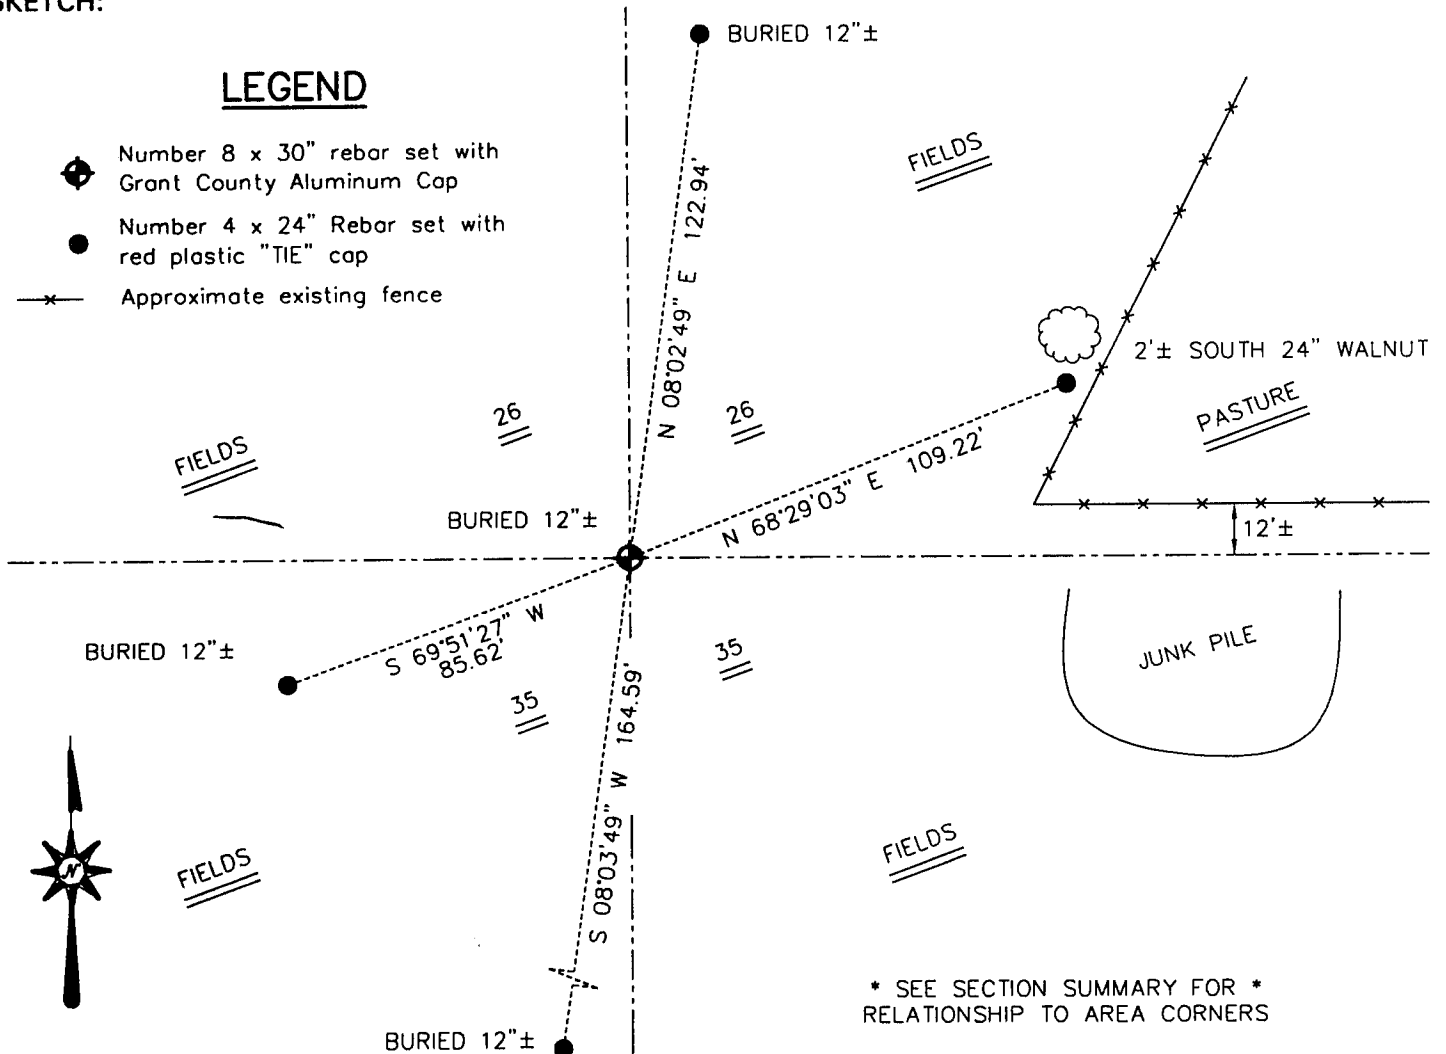 SKETCH:
BURIED 12"±
LEGEND
Number 8 x 30" rebar set with
Grant County Aluminum Cap
Number 4 x 24" Rebar set with
red plastic "TIE" cap
Approximate existing fence
FIELDS
N 08°02'49" E 122.94'
2'± SOUTH 24" WALNUT
PASTURE
26
26
FIELDS
N 68°29'03" E 109.22'
BURIED 12"±
12'±
S 69°51'27" W
85.62'
BURIED 12"±
35
35
JUNK PILE
S 08°03'49" W 164.59'
N
FIELDS
FIELDS
* SEE SECTION SUMMARY FOR *
RELATIONSHIP TO AREA CORNERS
BURIED 12"±